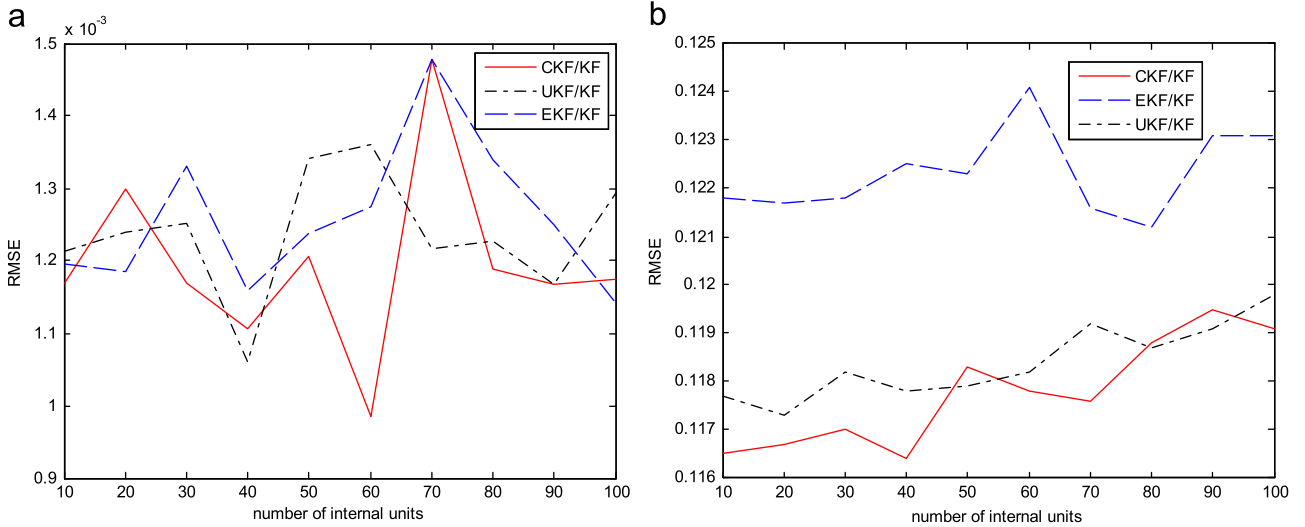 a
x 10-3
1.5
1.4
1.3
1.2
1.1
1
0.9
RMSE
CKF/KF
UKF/KF
EKF/KF
10 20 30 40 50 60 70 80 90 100
number of internal units
b
0.125
0.124
0.123
0.122
0.121
0.12
0.119
0.118
0.117
0.116
RMSE
CKF/KF
EKF/KF
UKF/KF
10 20 30 40 50 60 70 80 90 100
number of internal units